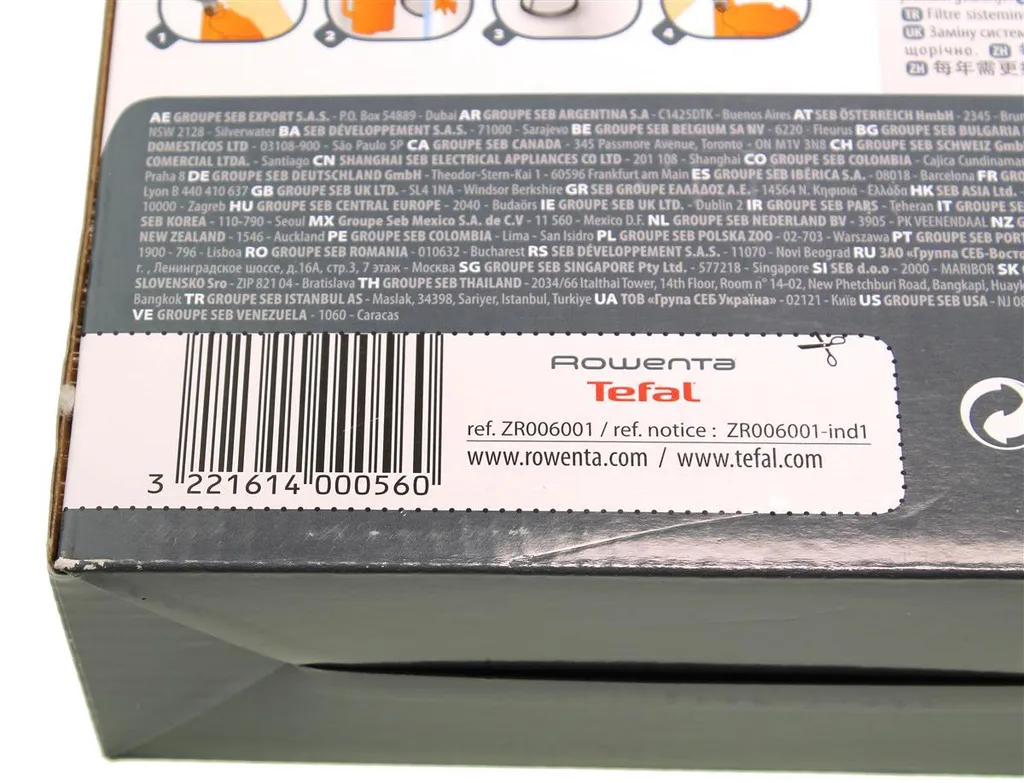 1 2 3 4
TR Filtre sistemin
UK Заміну систем
щорічно. ZH
ZH 每年需更
AE GROUPE SEB EXPORT S.A.S. - P.O. Box 54889 - Dubai AR GROUPE SEB ARGENTINA S.A - C1425DTK - Buenos Aires AT SEB ÖSTERREICH HmbH - 2345 - Brun
NSW 2128 - Silverwater BA SEB DÉVELOPPEMENT S.A.S. - 71000 - Sarajevo BE GROUPE SEB BELGIUM SA NV - 6220 - Fleurus BG GROUPE SEB BULGARIA
DOMESTICOS LTD - 03108-900 - São Paulo SP CA GROUPE SEB CANADA - 345 Passmore Avenue, Toronto - ON M1V 3N8 CH GROUPE SEB SCHWEIZ Gmb
COMERCIAL LTDA. - Santiago CN SHANGHAI SEB ELECTRICAL APPLIANCES CO LTD - 201 108 - Shanghai CO GROUPE SEB COLOMBIA - Cajica Cundinamar
Praha 8 DE GROUPE SEB DEUTSCHLAND GmbH - Theodor-Stern-Kai 1 - 60596 Frankfurt am Main ES GROUPE SEB IBÉRICA S.A. - 08018 - Barcelona FR GRO
Lyon B 440 410 637 GB GROUPE SEB UK LTD. - SL4 1NA - Windsor Berkshire GR SEB GROUPE ΕΛΛΑΔΟΣ Α.Ε. - 14564 Ν. Κηφισιά - Ελλάδα HK SEB ASIA Ltd. -
10000 - Zagreb HU GROUPE SEB CENTRAL EUROPE - 2040 - Budaörs IE GROUPE SEB UK LTD. - Dublin 2 IR GROUPE SEB PARS - Teheran IT GROUPE SE
SEB KOREA - 110-790 - Seoul MX Groupe Seb Mexico S.A. de C.V - 11 560 - Mexico D.F. NL GROUPE SEB NEDERLAND BV - 3905 - PK VEENENDAAL NZ G
NEW ZEALAND - 1546 - Auckland PE GROUPE SEB COLOMBIA - Lima - San Isidro PL GROUPE SEB POLSKA ZOO - 02-703 - Warszawa PT GROUPE SEB POR
1900 - 796 - Lisboa RO GROUPE SEB ROMANIA - 010632 - Bucharest RS SEB DÉVELOPPEMENT S.A.S. - 11070 - Novi Beograd RU ЗАО «Группа СЕБ-Восто
г. , Ленинградское шоссе, д.16А, стр.3, 7 этаж - Москва SG GROUPE SEB SINGAPORE Pty Ltd. - 577218 - Singapore SI SEB d.o.o - 2000 - MARIBOR SK
SLOVENSKO Sro - ZIP 821 04 - Bratislava TH GROUPE SEB THAILAND - 2034/66 Italthai Tower, 14th Floor, Room n° 14-02, New Phetchburi Road, Bangkapi, Huayk
Bangkok TR GROUPE SEB ISTANBUL AS - Maslak, 34398, Sariyer, Istanbul, Turkiye UA ТОВ «Група СЕБ Україна» - 02121 - Київ US GROUPE SEB USA - NJ 08
VE GROUPE SEB VENEZUELA - 1060 - Caracas
Rowenta
Tefal
ref. ZR006001 / ref. notice : ZR006001-ind1
www.rowenta.com / www.tefal.com
3 221614 000560